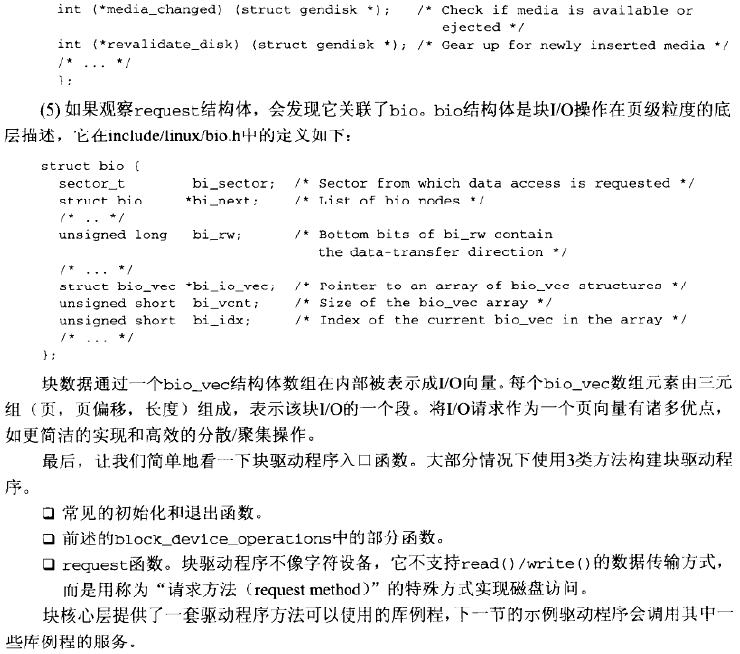 int (*media_changed) (struct gendisk *);   /* Check if media is available or
                                              ejected */
int (*revalidate_disk) (struct gendisk *); /* Gear up for newly inserted media */
/* ... */
};
(5) 如果观察request结构体，会发现它关联了bio。bio结构体是块I/O操作在页级粒度的底
层描述，它在include/linux/bio.h中的定义如下：
struct bio {
  sector_t        bi_sector;  /* Sector from which data access is requested */
  struct bio     *bi_next;    /* List of bio nodes */
  /* .. */
  unsigned long   bi_rw;      /* Bottom bits of bi_rw contain
                                 the data-transfer direction */
  /* ... */
  struct bio_vec *bi_io_vec;  /* Pointer to an array of bio_vec structures */
  unsigned short  bi_vcnt;    /* Size of the bio_vec array */
  unsigned short  bi_idx;     /* Index of the current bio_vec in the array */
  /* ... */
};
块数据通过一个bio_vec结构体数组在内部被表示成I/O向量。每个bio_vec数组元素由三元
组（页，页偏移，长度）组成，表示该块I/O的一个段。将I/O请求作为一个页向量有诸多优点，
如更简洁的实现和高效的分散/聚集操作。
最后，让我们简单地看一下块驱动程序入口函数。大部分情况下使用3类方法构建块驱动程
序。
❑ 常见的初始化和退出函数。
❑ 前述的block_device_operations中的部分函数。
❑ request函数。块驱动程序不像字符设备，它不支持read()/write()的数据传输方式，
而是用称为“请求方法（request method）”的特殊方式实现磁盘访问。
块核心层提供了一套驱动程序方法可以使用的库例程，下一节的示例驱动程序会调用其中一
些库例程的服务。